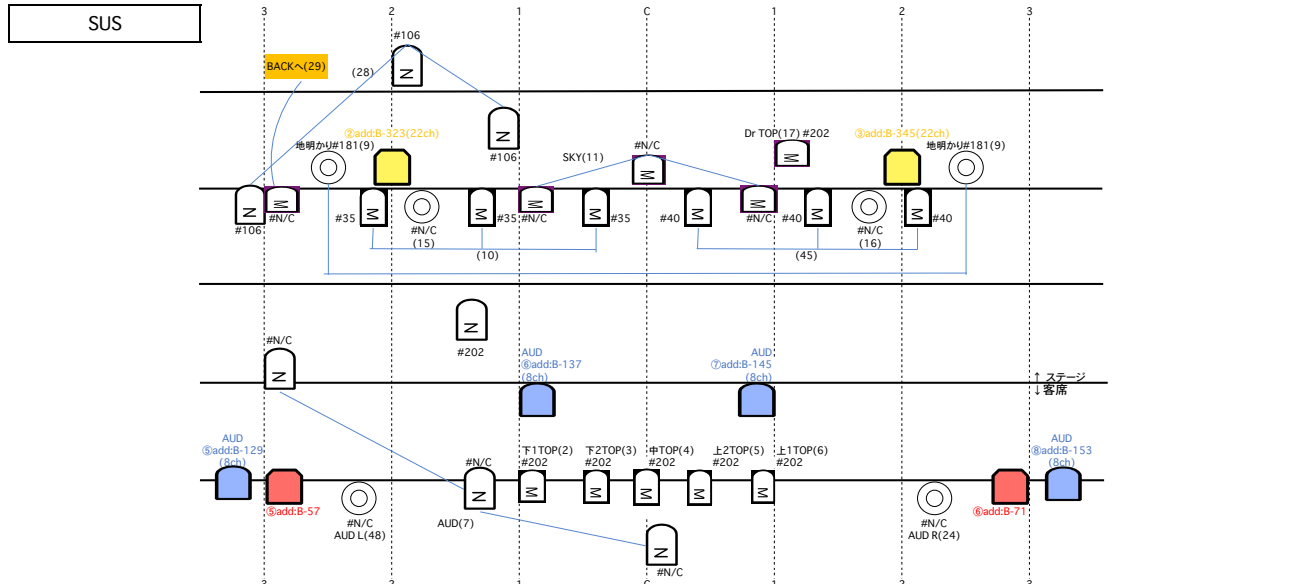 SUS
3 2 1 C 1 2 3
#106
BACKへ(29)
(28)
N
N
#106
②add:B-323(22ch)
地明かり#181(9)
SKY(11)
#N/C
M
Dr TOP(17) #202
M
③add:B-345(22ch)
地明かり#181(9)
N
#106
M
#N/C
#35
M
#N/C
(15)
M
#35
M
#N/C
M
#35
#40
M
M
#N/C
#40
M
#N/C
(16)
M
#40
(10)
(45)
N
#202
#N/C
N
AUD
⑥add:B-137
(8ch)
AUD
⑦add:B-145
(8ch)
↑ ステージ
↓客席
AUD
⑤add:B-129
(8ch)
⑤add:B-57
#N/C
AUD L(48)
#N/C
N
AUD(7)
下1TOP(2)
#202
M
下2TOP(3)
#202
M
中TOP(4)
#202
M
上2TOP(5)
#202
M
上1TOP(6)
#202
M
N
#N/C
#N/C
AUD R(24)
⑥add:B-71
AUD
⑧add:B-153
(8ch)
3 2 1 C 1 2 3